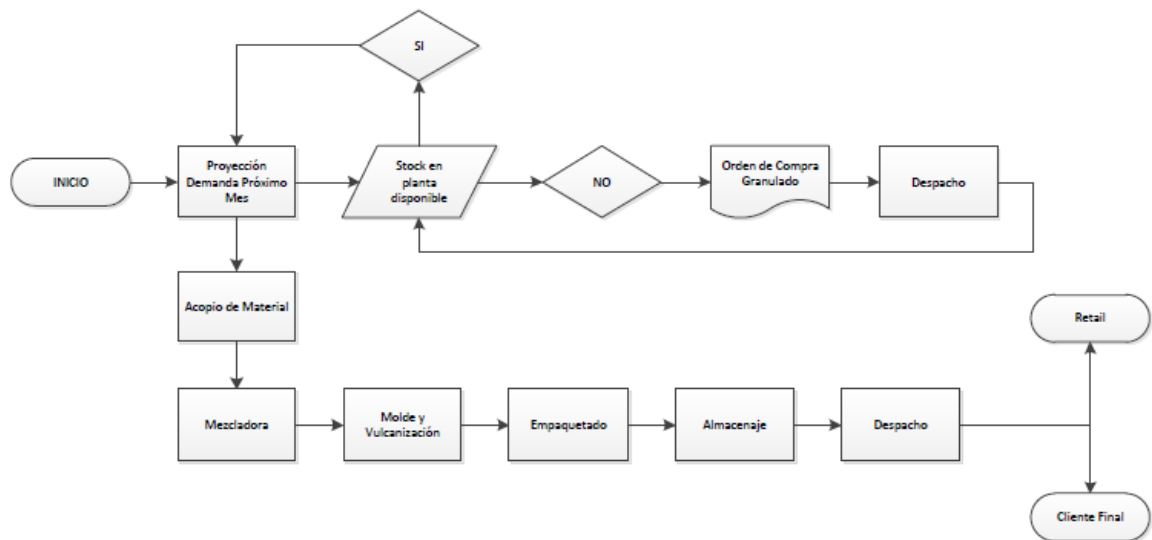 SI
INICIO
Proyección
Demanda Próximo
Mes
Stock en
planta
disponible
NO
Orden de Compra
Granulado
Despacho
Acopio de Material
Retail
Mezcladora
Molde y
Vulcanización
Empaquetado
Almacenaje
Despacho
Cliente Final